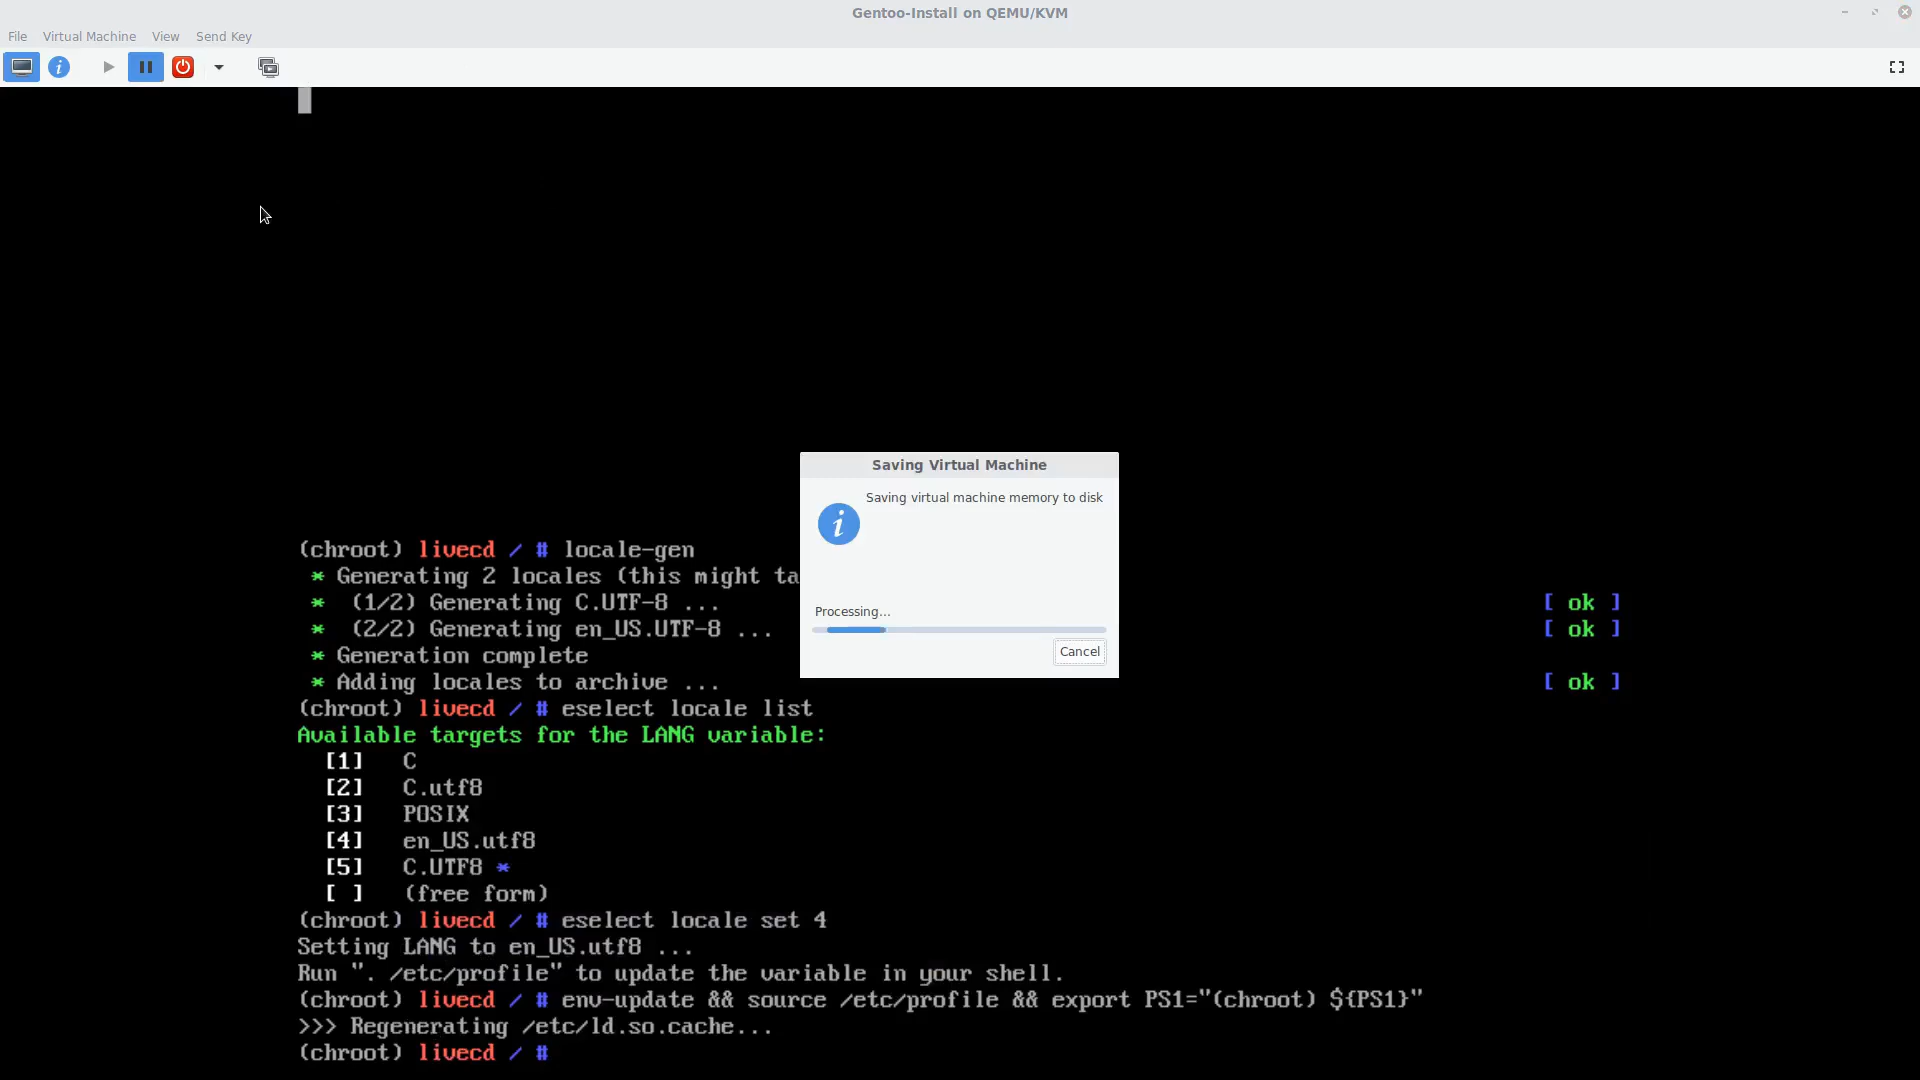 Gentoo-Install on QEMU/KVM
File Virtual Machine View Send Key
Saving Virtual Machine
Saving virtual machine memory to disk
Processing...
Cancel
(chroot) livecd / # locale-gen
* Generating 2 locales (this might ta
* (1/2) Generating C.UTF-8 ... [ ok ]
* (2/2) Generating en_US.UTF-8 ... [ ok ]
* Generation complete
* Adding locales to archive ... [ ok ]
(chroot) livecd / # eselect locale list
Available targets for the LANG variable:
[1] C
[2] C.utf8
[3] POSIX
[4] en_US.utf8
[5] C.UTF8 *
[ ] (free form)
(chroot) livecd / # eselect locale set 4
Setting LANG to en_US.utf8 ...
Run ". /etc/profile" to update the variable in your shell.
(chroot) livecd / # env-update && source /etc/profile && export PS1="(chroot) ${PS1}"
>>> Regenerating /etc/ld.so.cache...
(chroot) livecd / #